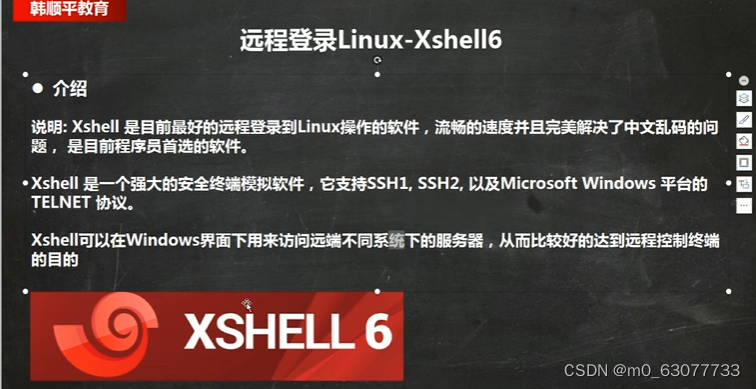 韩顺平教育
远程登录Linux-Xshell6
● 介绍
说明: Xshell 是目前最好的远程登录到Linux操作的软件，流畅的速度并且完美解决了中文乱码的问
题， 是目前程序员首选的软件。
Xshell 是一个强大的安全终端模拟软件，它支持SSH1, SSH2, 以及Microsoft Windows 平台的
TELNET 协议。
Xshell可以在Windows界面下用来访问远端不同系统下的服务器，从而比较好的达到远程控制终端
的目的
XSHELL 6
CSDN @m0_63077733